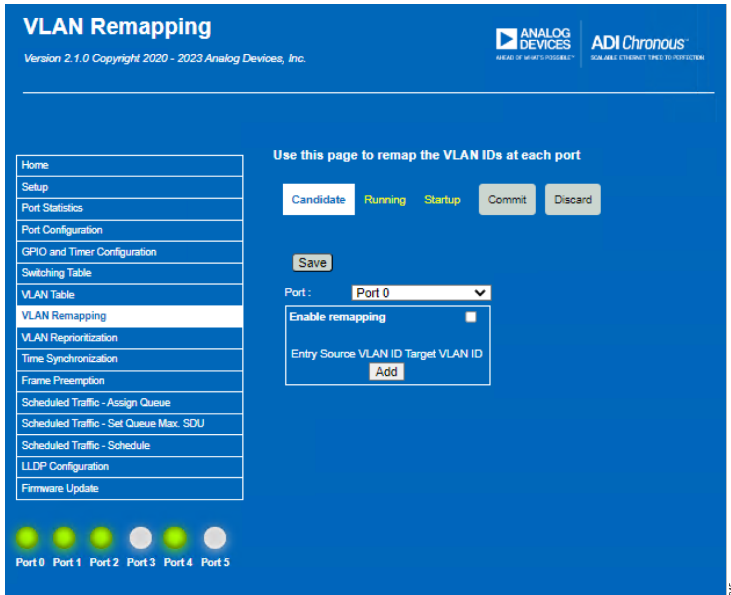 VLAN Remapping
Version 2.1.0 Copyright 2020 - 2023 Analog Devices, Inc.
ANALOG
DEVICES
AHEAD OF WHAT'S POSSIBLE™
ADI Chronous™
SCALABLE ETHERNET TIMED TO PERFECTION
Home
Setup
Port Statistics
Port Configuration
GPIO and Timer Configuration
Switching Table
VLAN Table
VLAN Remapping
VLAN Reprioritization
Time Synchronization
Frame Preemption
Scheduled Traffic - Assign Queue
Scheduled Traffic - Set Queue Max. SDU
Scheduled Traffic - Schedule
LLDP Configuration
Firmware Update
Port 0 Port 1 Port 2 Port 3 Port 4 Port 5
Use this page to remap the VLAN IDs at each port
Candidate Running Startup Commit Discard
Save
Port : Port 0
Enable remapping
Entry Source VLAN ID Target VLAN ID
Add